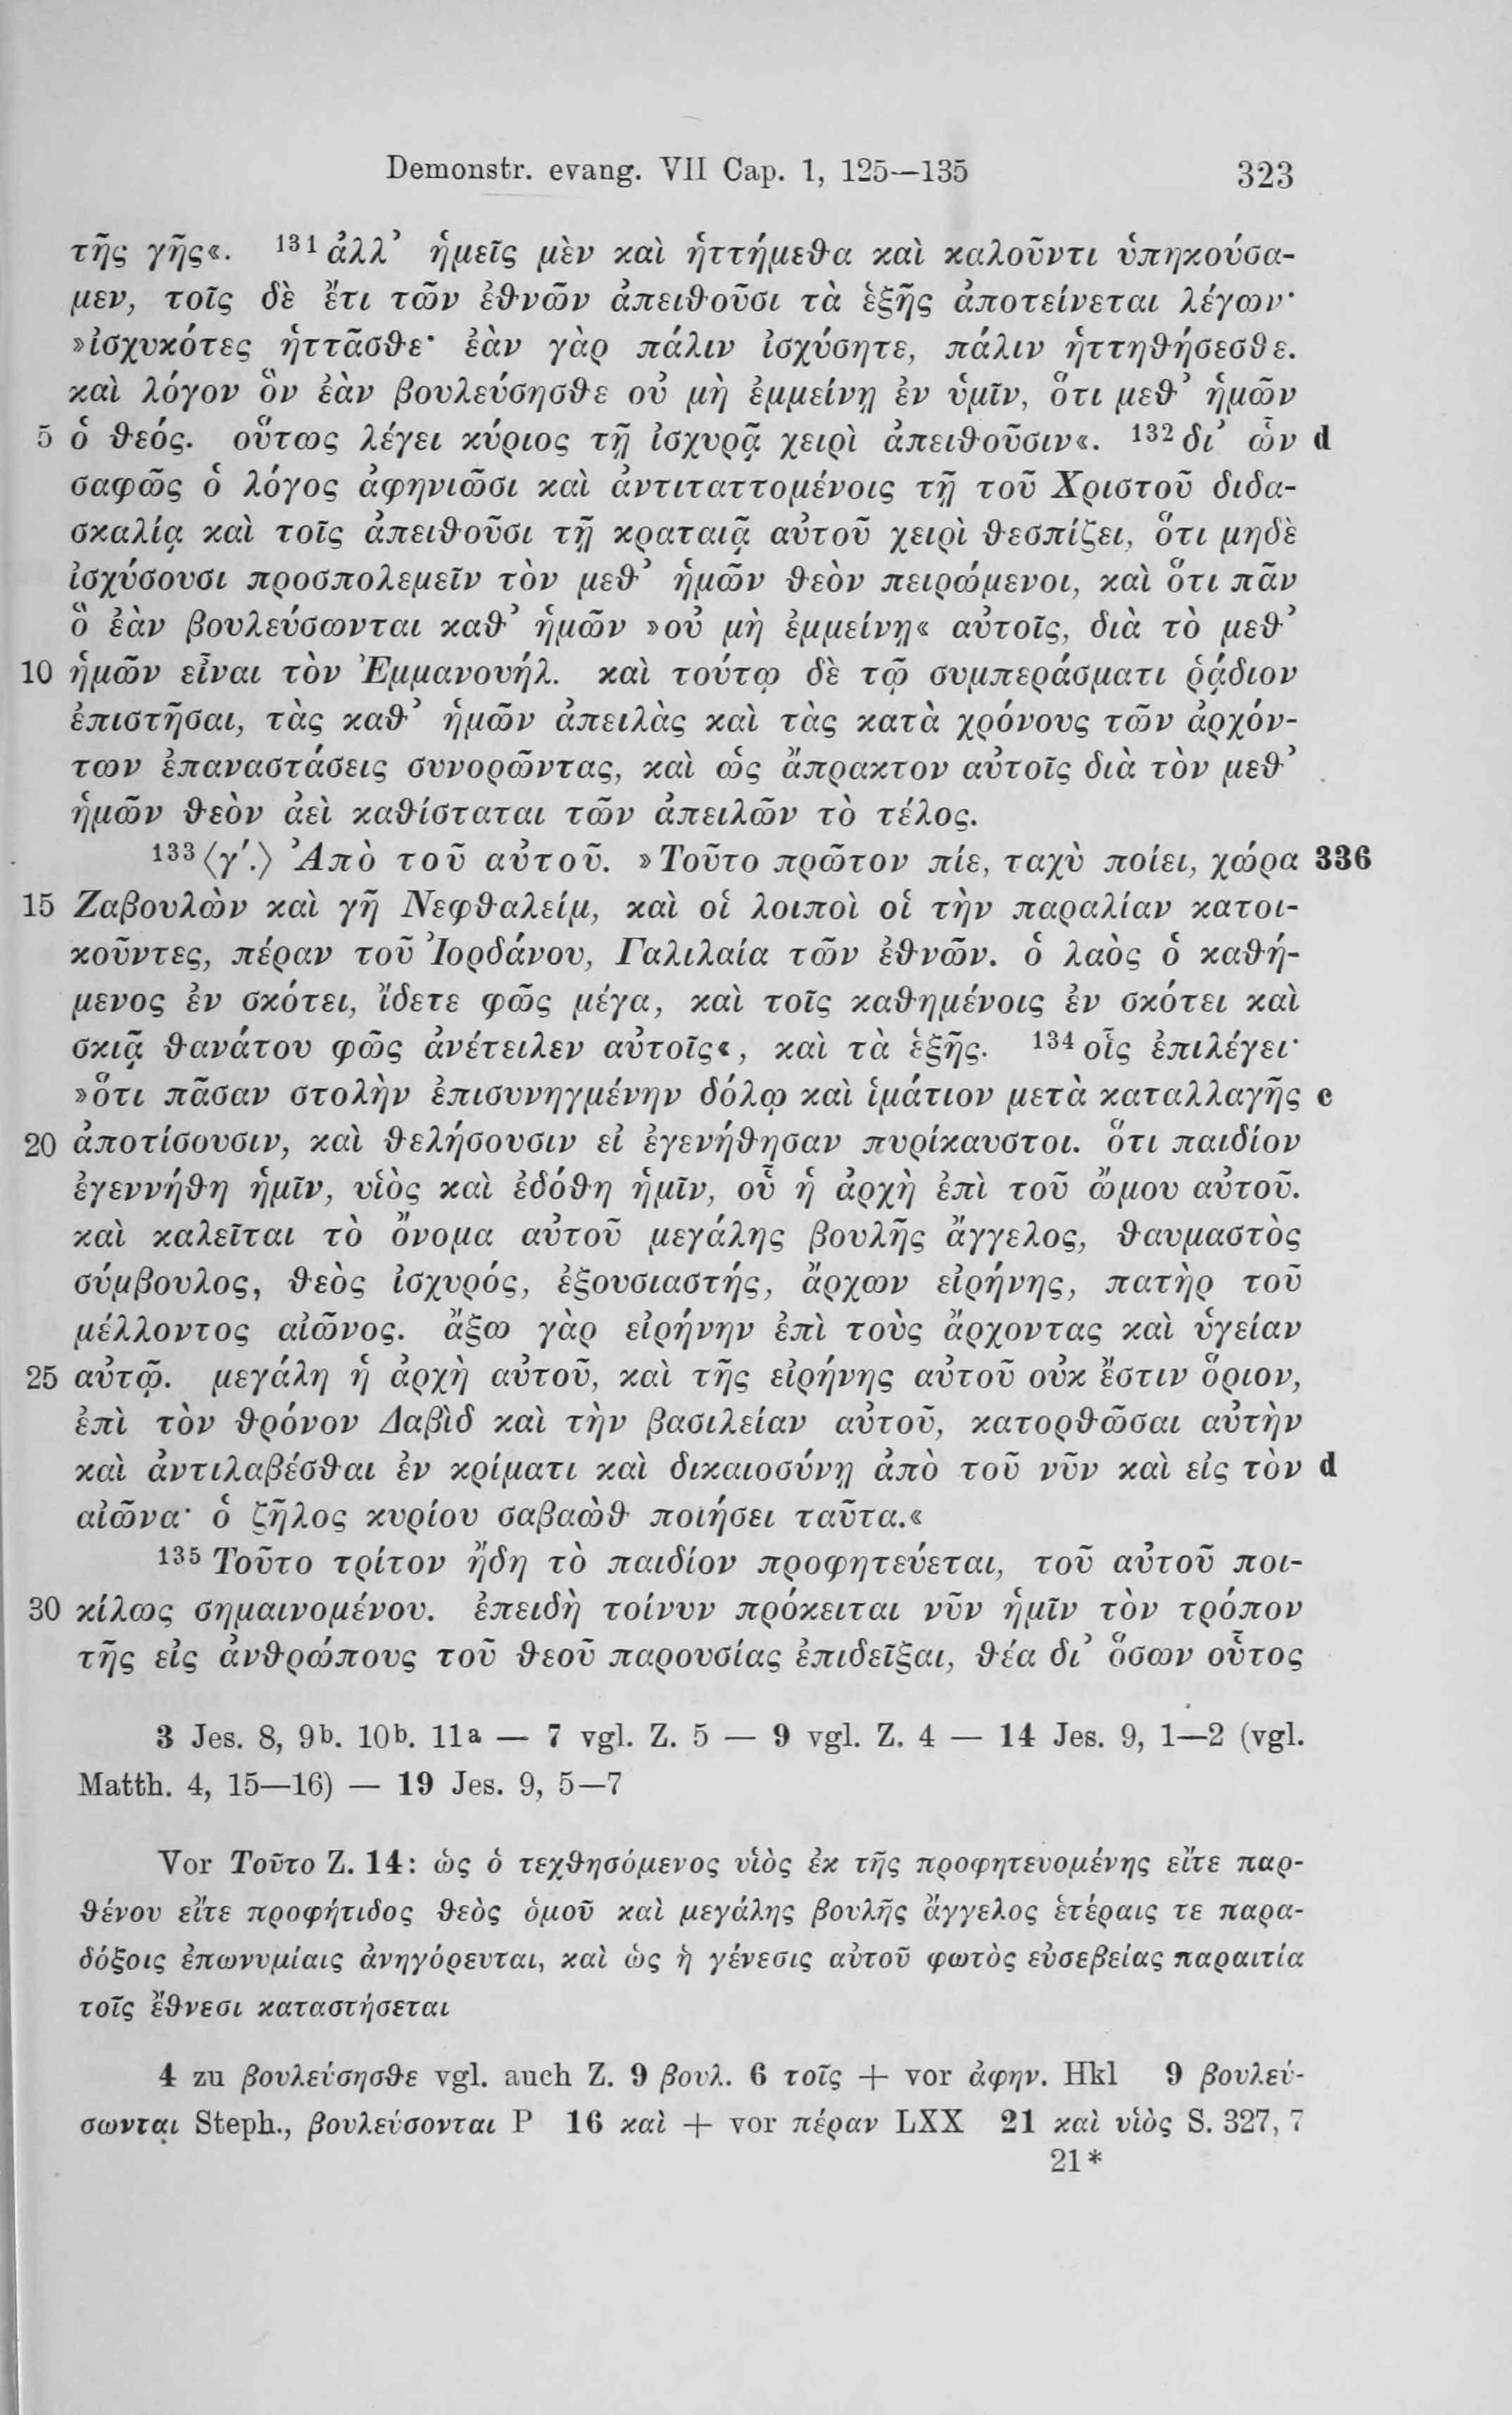 Demonstr. evang. VII Cap. 1, 125—135 323
τῆς γῆς«. 131 ἀλλ’ ἡμεῖς μὲν καὶ ἡττήμεθα καὶ καλοῦντι ὑπηκούσα-
μεν, τοῖς δὲ ἔτι τῶν ἐθνῶν ἀπειθοῦσι τὰ ἑξῆς ἀποτείνεται λέγων·
»ἰσχυκότες ἡττᾶσθε· ἐὰν γὰρ πάλιν ἰσχύσητε, πάλιν ἡττηθήσεσθε.
καὶ λόγον ὃν ἐὰν βουλεύσησθε οὐ μὴ ἐμμείνῃ ἐν ὑμῖν, ὅτι μεθ’ ἡμῶν
5 ὁ θεός. οὕτως λέγει κύριος τῇ ἰσχυρᾷ χειρὶ ἀπειθοῦσιν«. 132 δι’ ὧν d
σαφῶς ὁ λόγος ἀφηνιῶσι καὶ ἀντιταττομένοις τῇ τοῦ Χριστοῦ διδα-
σκαλίᾳ καὶ τοῖς ἀπειθοῦσι τῇ κραταιᾷ αὐτοῦ χειρὶ θεσπίζει, ὅτι μηδὲ
ἰσχύσουσι προσπολεμεῖν τὸν μεθ’ ἡμῶν θεὸν πειρώμενοι, καὶ ὅτι πᾶν
ὃ ἐὰν βουλεύσωνται καθ’ ἡμῶν »οὐ μὴ ἐμμείνῃ« αὐτοῖς, διὰ τὸ μεθ’
10 ἡμῶν εἶναι τὸν Ἐμμανουήλ. καὶ τούτῳ δὲ τῷ συμπεράσματι ῥᾴδιον
ἐπιστῆσαι, τὰς καθ’ ἡμῶν ἀπειλὰς καὶ τὰς κατὰ χρόνους τῶν ἀρχόν-
των ἐπαναστάσεις συνορῶντας, καὶ ὡς ἄπρακτον αὐτοῖς διὰ τὸν μεθ’
ἡμῶν θεὸν ἀεὶ καθίσταται τῶν ἀπειλῶν τὸ τέλος.
133 ⟨γ′.⟩ Ἀπὸ τοῦ αὐτοῦ. »Τοῦτο πρῶτον πίε, ταχὺ ποίει, χώρα 336
15 Ζαβουλὼν καὶ γῆ Νεφθαλείμ, καὶ οἱ λοιποὶ οἱ τὴν παραλίαν κατοι-
κοῦντες, πέραν τοῦ Ἰορδάνου, Γαλιλαία τῶν ἐθνῶν. ὁ λαὸς ὁ καθή-
μενος ἐν σκότει, ἴδετε φῶς μέγα, καὶ τοῖς καθημένοις ἐν σκότει καὶ
σκιᾷ θανάτου φῶς ἀνέτειλεν αὐτοῖς«, καὶ τὰ ἑξῆς. 134 οἷς ἐπιλέγει·
»ὅτι πᾶσαν στολὴν ἐπισυνηγμένην δόλῳ καὶ ἱμάτιον μετὰ καταλλαγῆς c
20 ἀποτίσουσιν, καὶ θελήσουσιν εἰ ἐγενήθησαν πυρίκαυστοι. ὅτι παιδίον
ἐγεννήθη ἡμῖν, υἱὸς καὶ ἐδόθη ἡμῖν, οὗ ἡ ἀρχὴ ἐπὶ τοῦ ὤμου αὐτοῦ.
καὶ καλεῖται τὸ ὄνομα αὐτοῦ μεγάλης βουλῆς ἄγγελος, θαυμαστὸς
σύμβουλος, θεὸς ἰσχυρός, ἐξουσιαστής, ἄρχων εἰρήνης, πατὴρ τοῦ
μέλλοντος αἰῶνος. ἄξω γὰρ εἰρήνην ἐπὶ τοὺς ἄρχοντας καὶ ὑγείαν
25 αὐτῷ. μεγάλη ἡ ἀρχὴ αὐτοῦ, καὶ τῆς εἰρήνης αὐτοῦ οὐκ ἔστιν ὅριον,
ἐπὶ τὸν θρόνον Δαβὶδ καὶ τὴν βασιλείαν αὐτοῦ, κατορθῶσαι αὐτὴν
καὶ ἀντιλαβέσθαι ἐν κρίματι καὶ δικαιοσύνῃ ἀπὸ τοῦ νῦν καὶ εἰς τὸν d
αἰῶνα· ὁ ζῆλος κυρίου σαβαὼθ ποιήσει ταῦτα.«
135 Τοῦτο τρίτον ἤδη τὸ παιδίον προφητεύεται, τοῦ αὐτοῦ ποι-
30 κίλως σημαινομένου. ἐπειδὴ τοίνυν πρόκειται νῦν ἡμῖν τὸν τρόπον
τῆς εἰς ἀνθρώπους τοῦ θεοῦ παρουσίας ἐπιδεῖξαι, θέα δι’ ὅσων οὗτος
3 Jes. 8, 9b. 10b. 11a — 7 vgl. Z. 5 — 9 vgl. Z. 4 — 14 Jes. 9, 1—2 (vgl.
Matth. 4, 15—16) — 19 Jes. 9, 5—7
Vor Τοῦτο Z. 14: ὡς ὁ τεχθησόμενος υἱὸς ἐκ τῆς προφητευομένης εἴτε παρ-
θένου εἴτε προφήτιδος θεὸς ὁμοῦ καὶ μεγάλης βουλῆς ἄγγελος ἑτέραις τε παρα-
δόξοις ἐπωνυμίαις ἀνηγόρευται, καὶ ὡς ἡ γένεσις αὐτοῦ φωτὸς εὐσεβείας παραιτία
τοῖς ἔθνεσι καταστήσεται
4 zu βουλεύσησθε vgl. auch Z. 9 βουλ. 6 τοῖς + vor ἀφην. Hkl 9 βουλεύ-
σωνται Steph., βουλεύσονται P 16 καὶ + vor πέραν LXX 21 καὶ υἱὸς S. 327, 7
21*